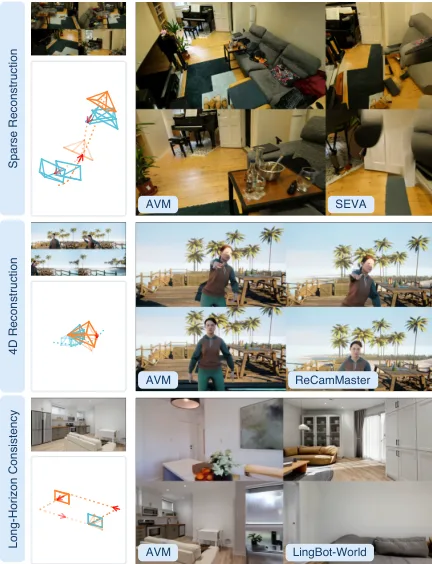 Sparse Reconstruction
AVM
SEVA
4D Reconstruction
AVM
ReCamMaster
Long-Horizon Consistency
AVM
LingBot-World